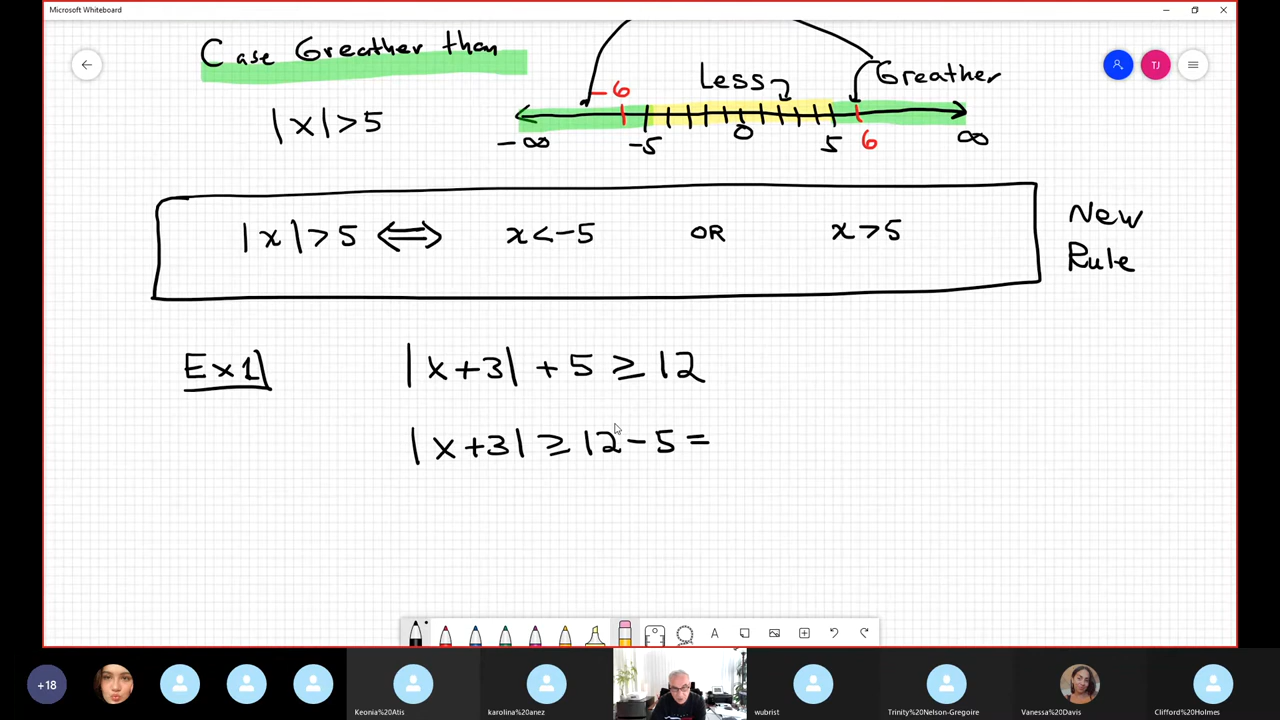 Microsoft Whiteboard
Case Greather than
Less
Greather
TJ
-6
|x|>5
-∞ -5 0 5 6 ∞
|x|>5 ⟺ x<-5 OR x>5
New
Rule
Ex1
|x+3| + 5 ≥ 12
|x+3| ≥ 12-5 =
A
+18
Keonia%20Atis
karolina%20anez
wubrist
Trinity%20Nelson-Gregoire
Vanessa%20Davis
Clifford%20Holmes